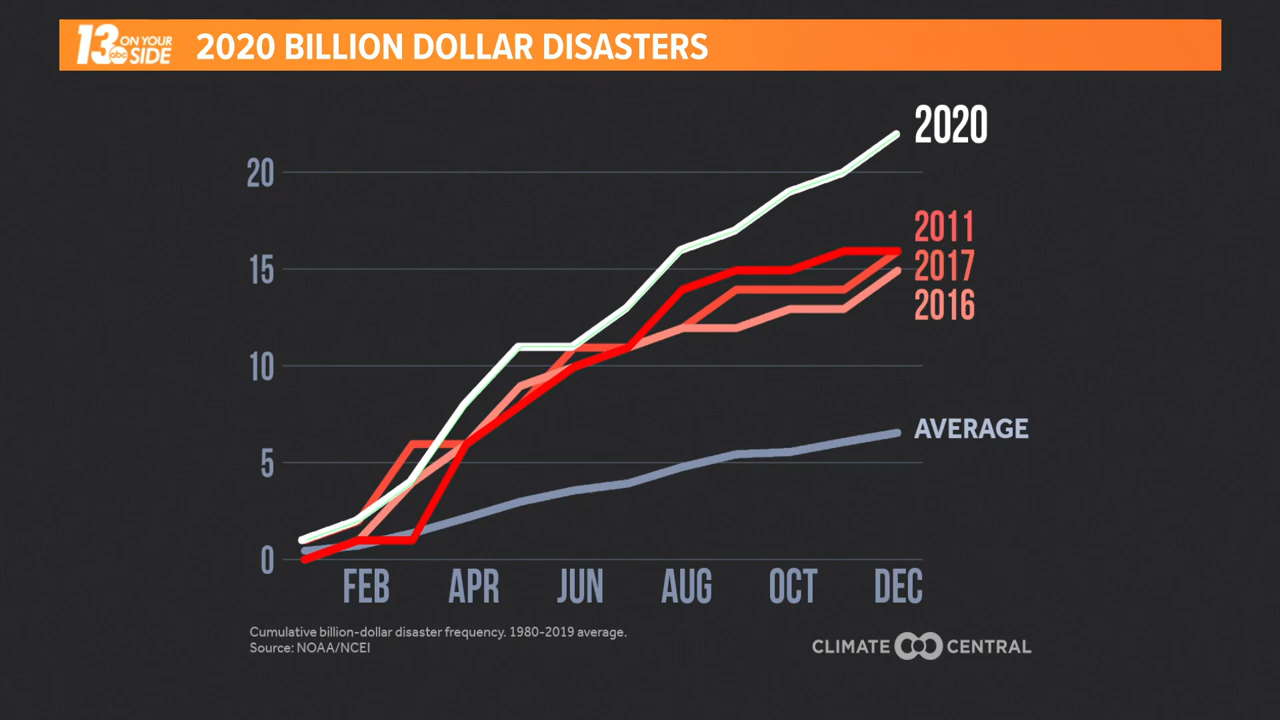 13 ON YOUR SIDE abc
2020 BILLION DOLLAR DISASTERS
2020
20
2011
15
2017
2016
10
AVERAGE
5
0
FEB APR JUN AUG OCT DEC
Cumulative billion-dollar disaster frequency. 1980-2019 average.
Source: NOAA/NCEI
CLIMATE CENTRAL